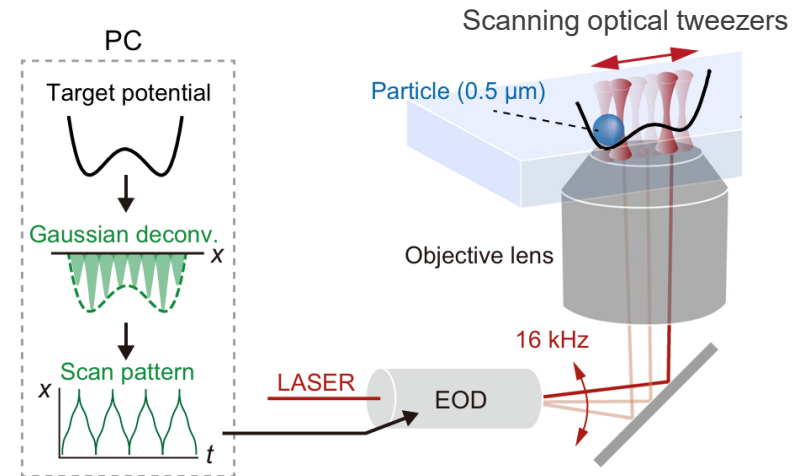 Scanning optical tweezers
PC
Target potential
Particle (0.5 μm)
Gaussian deconv.
x
Objective lens
Scan pattern
x
t
LASER
EOD
16 kHz